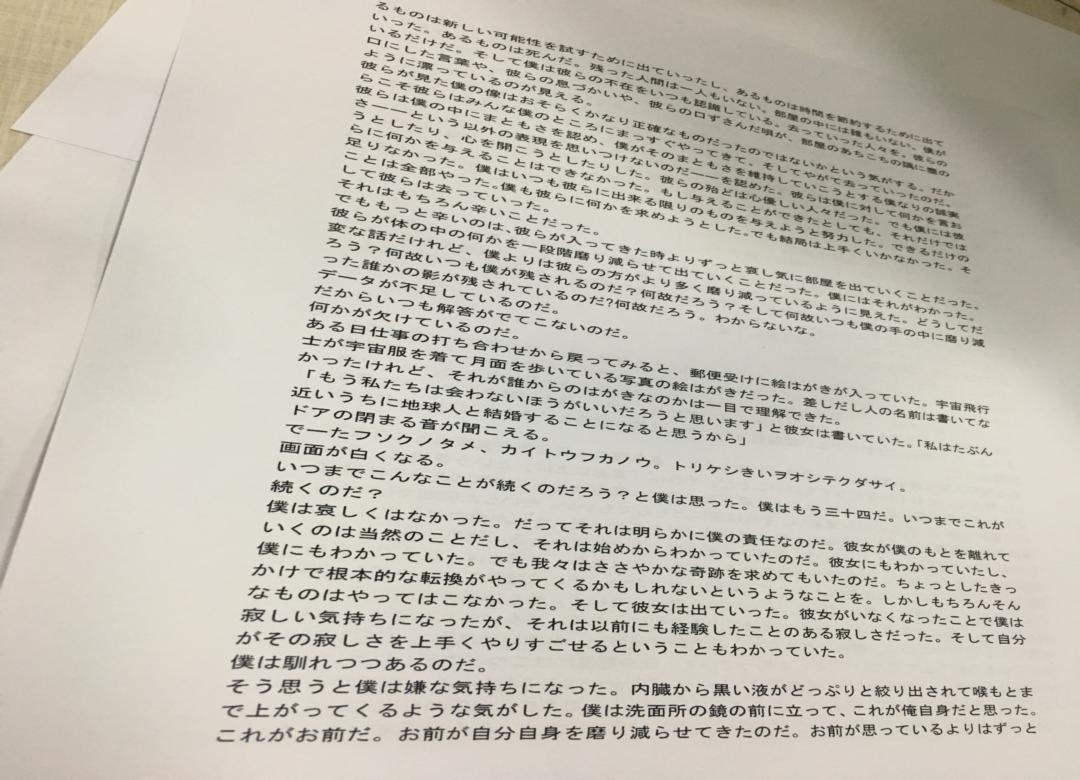 るものは新しい可能性を試すために出ていったし、あるものは時間を節約するために出て
いった。あるものは死んだ。残った人間は一人もいない。部屋の中には誰もいない。僕が
いるだけだ。そして僕は彼らの不在をいつも認識している。去っていった人々を。彼らの
口にした言葉や、彼らの息づかいや、彼らの口ずさんだ唄が、部屋のあちこちの隅に塵の
ように漂っているのが見える。
彼らが見た僕の像はおそらくかなり正確なものだったのではないかという気がする。だか
らこそ彼らはみんな僕のところにまっすぐやってきて、そしてやがて去っていったのだ。
彼らは僕の中にまともさを認め、僕がそのまともさを維持していこうとする僕なりの誠実
さ――という以外の表現を思いつけないのだ――を認めた。彼らは僕に対して何かを言お
うとしたり、心を開こうとしたりした。彼らの殆どは心優しい人々だった。でも僕には彼
らに何かを与えることはできなかった。もし与えることができたとしても、それだけでは
足りなかった。僕はいつも彼らに出来る限りのものを与えようと努力した。できるだけの
ことは全部やった。僕も彼らに何かを求めようとした。でも結局は上手くいかなかった。そ
して彼らは去っていった。
それはもちろん辛いことだった。
でももっと辛いのは、彼らが入ってきた時よりずっと哀し気に部屋を出ていくことだった。
彼らが体の中の何かを一段階磨り減らせて出ていくことだった。僕にはそれがわかった。
変な話だけれど、僕よりは彼らの方がより多く磨り減っているように見えた。どうしてだ
ろう？何故いつも僕が残されるのだ？何故だろう？そして何故いつも僕の手の中に磨り減
った誰かの影が残されているのだ?何故だろう。わからないな。
データが不足しているのだ。
だからいつも解答がでてこないのだ。
何かが欠けているのだ。
ある日仕事の打ち合わせから戻ってみると、郵便受けに絵はがきが入っていた。宇宙飛行
士が宇宙服を着て月面を歩いている写真の絵はがきだった。差しだし人の名前は書いてな
かったけれど、それが誰からのはがきなのかは一目で理解できた。
「もう私たちは会わないほうがいいだろうと思います」と彼女は書いていた。「私はたぶん
近いうちに地球人と結婚することになると思うから」
ドアの閉まる音が聞こえる。
でーたフソクノタメ、カイトウフカノウ。トリケシきいヲオシテクダサイ。
画面が白くなる。
いつまでこんなことが続くのだろう？と僕は思った。僕はもう三十四だ。いつまでこれが
続くのだ？
僕は哀しくはなかった。だってそれは明らかに僕の責任なのだ。彼女が僕のもとを離れて
いくのは当然のことだし、それは始めからわかっていたのだ。彼女にもわかっていたし、
僕にもわかっていた。でも我々はささやかな奇跡を求めてもいたのだ。ちょっとしたきっ
かけで根本的な転換がやってくるかもしれないというようなことを。しかしもちろんそん
なものはやってはこなかった。そして彼女は出ていった。彼女がいなくなったことで僕は
寂しい気持ちになったが、それは以前にも経験したことのある寂しさだった。そして自分
がその寂しさを上手くやりすごせるということもわかっていた。
僕は馴れつつあるのだ。
そう思うと僕は嫌な気持ちになった。内臓から黒い液がどっぷりと絞り出されて喉もとま
で上がってくるような気がした。僕は洗面所の鏡の前に立って、これが俺自身だと思った。
これがお前だ。お前が自分自身を磨り減らせてきたのだ。お前が思っているよりはずっと